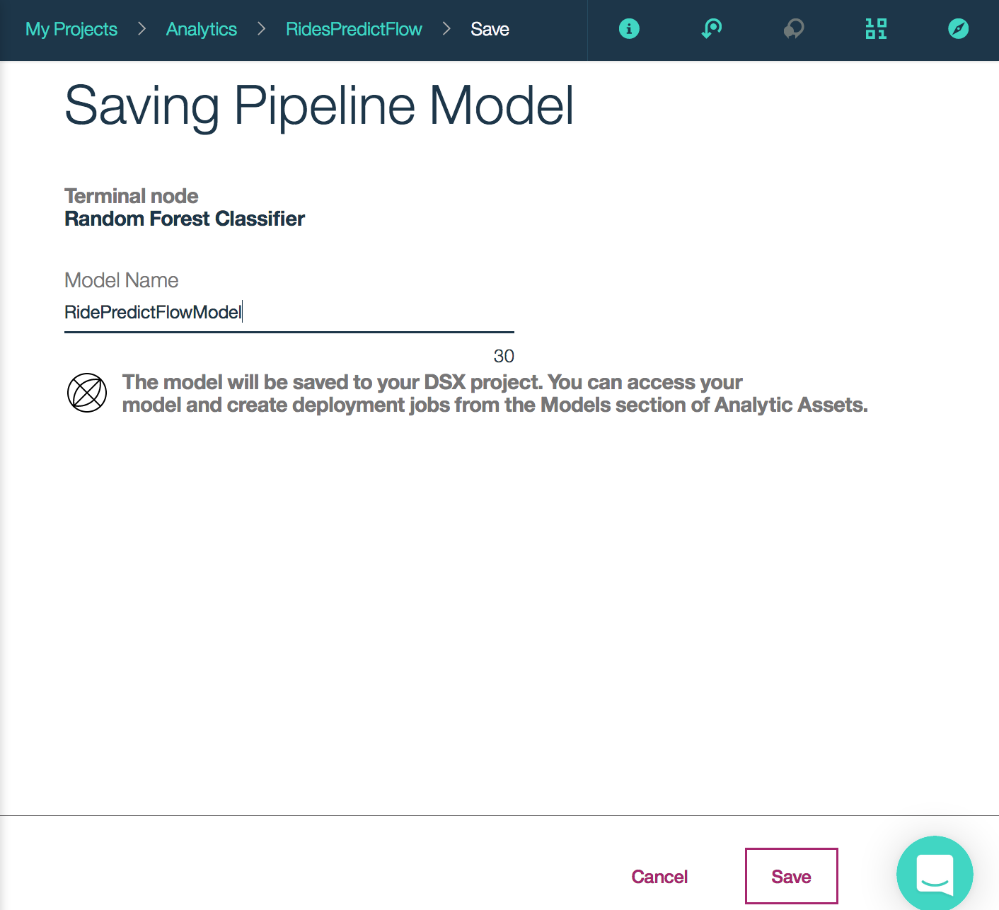 My Projects > Analytics > RidesPredictFlow > Save
Saving Pipeline Model
Terminal node
Random Forest Classifier
Model Name
RidePredictFlowModel
30
The model will be saved to your DSX project. You can access your
model and create deployment jobs from the Models section of Analytic Assets.
Cancel
Save